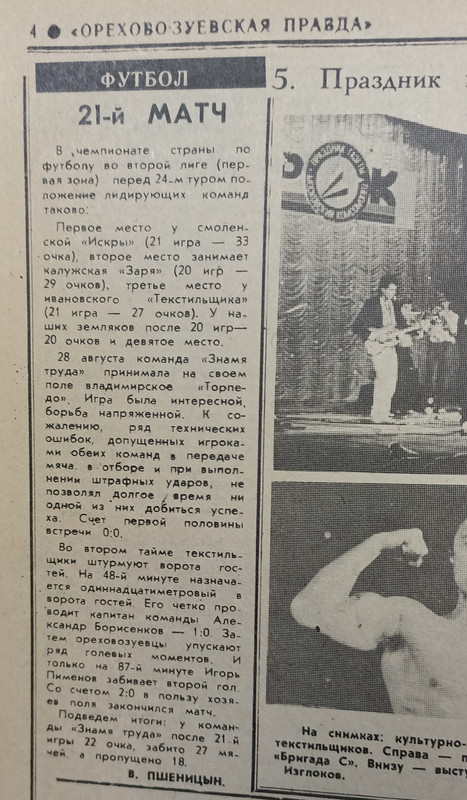 4 ● «ОРЕХОВО-ЗУЕВСКАЯ ПРАВДА»
ФУТБОЛ
21-й МАТЧ
В чемпионате страны по
футболу во второй лиге (пер-
вая зона) перед 24-м туром по-
ложение лидирующих команд
таково:
Первое место у смолен-
ской «Искры» (21 игра — 33
очка), второе место занимает
калужская «Заря» (20 игр —
29 очков), третье место у
ивановского «Текстильщика»
(21 игра — 27 очков). У на-
ших земляков после 20 игр—
20 очков и девятое место.
28 августа команда «Знамя
труда» принимала на своем
поле владимирское «Торпе-
до». Игра была интересной,
борьба напряженной. К со-
жалению, ряд технических
ошибок, допущенных игрока-
ми обеих команд в передаче
мяча, в отборе и при выпол-
нении штрафных ударов, не
позволял долгое время ни
одной из них добиться успе-
ха. Счет первой половины
встречи 0:0.
Во втором тайме текстиль-
щики штурмуют ворота гос-
тей. На 48-й минуте назнача-
ется одиннадцатиметровый в
ворота гостей. Его четко про-
водит капитан команды Але-
ксандр Борисенков — 1:0. За-
тем ореховозуевцы упускают
ряд голевых моментов. И
только на 87-й минуте Игорь
Пименов забивает второй гол.
Со счетом 2:0 в пользу хозя-
ев поля закончился матч.
Подведем итоги: у коман-
ды «Знамя труда» после 21-й
игры 22 очка, забито 27 мя-
чей, а пропущено 18.
В. ПШЕНИЦЫН.
5. Праздник
РОК
На снимках: культурно-
текстильщиков. Справа — п
«Бригада С». Внизу — высту
Изглоков.